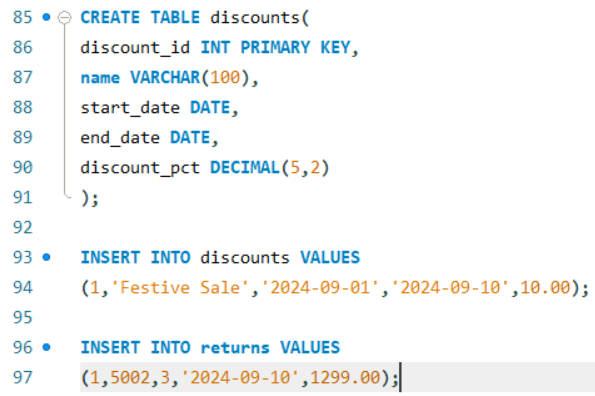 85 CREATE TABLE discounts(
86 discount_id INT PRIMARY KEY,
87 name VARCHAR(100),
88 start_date DATE,
89 end_date DATE,
90 discount_pct DECIMAL(5,2)
91 );
92
93 INSERT INTO discounts VALUES
94 (1,'Festive Sale','2024-09-01','2024-09-10',10.00);
95
96 INSERT INTO returns VALUES
97 (1,5002,3,'2024-09-10',1299.00);